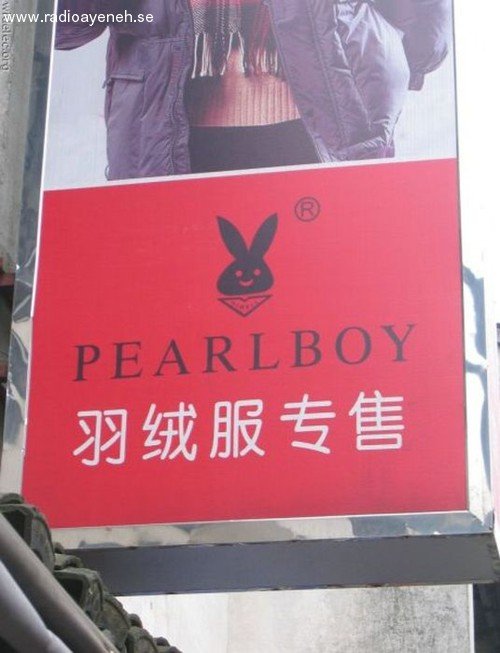 www.radioayeneh.se
®
PEARLBOY
羽绒服专售